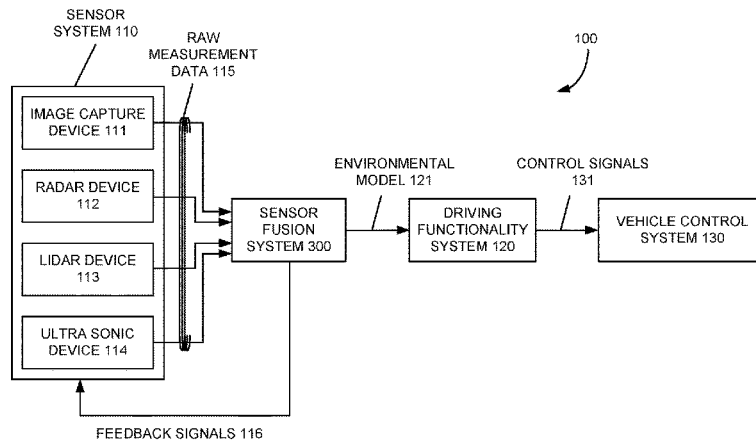 SENSOR
SYSTEM 110
RAW
MEASUREMENT
DATA 115
100
IMAGE CAPTURE
DEVICE 111
RADAR DEVICE
112
LIDAR DEVICE
113
ULTRA SONIC
DEVICE 114
SENSOR
FUSION
SYSTEM 300
ENVIRONMENTAL
MODEL 121
DRIVING
FUNCTIONALITY
SYSTEM 120
CONTROL SIGNALS
131
VEHICLE CONTROL
SYSTEM 130
FEEDBACK SIGNALS 116